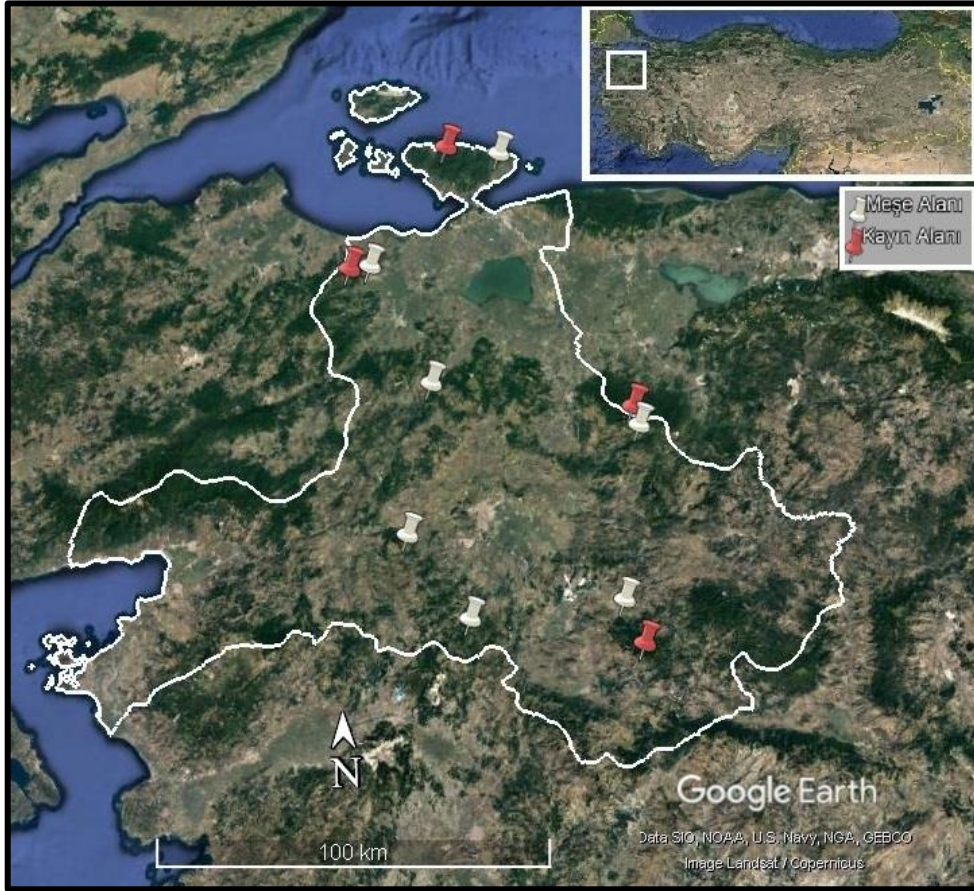 Meşe Alanı
Kayın Alanı
N
Google Earth
100 km
Data SIO, NOAA, U.S. Navy, NGA, GEBCO
Image Landsat / Copernicus